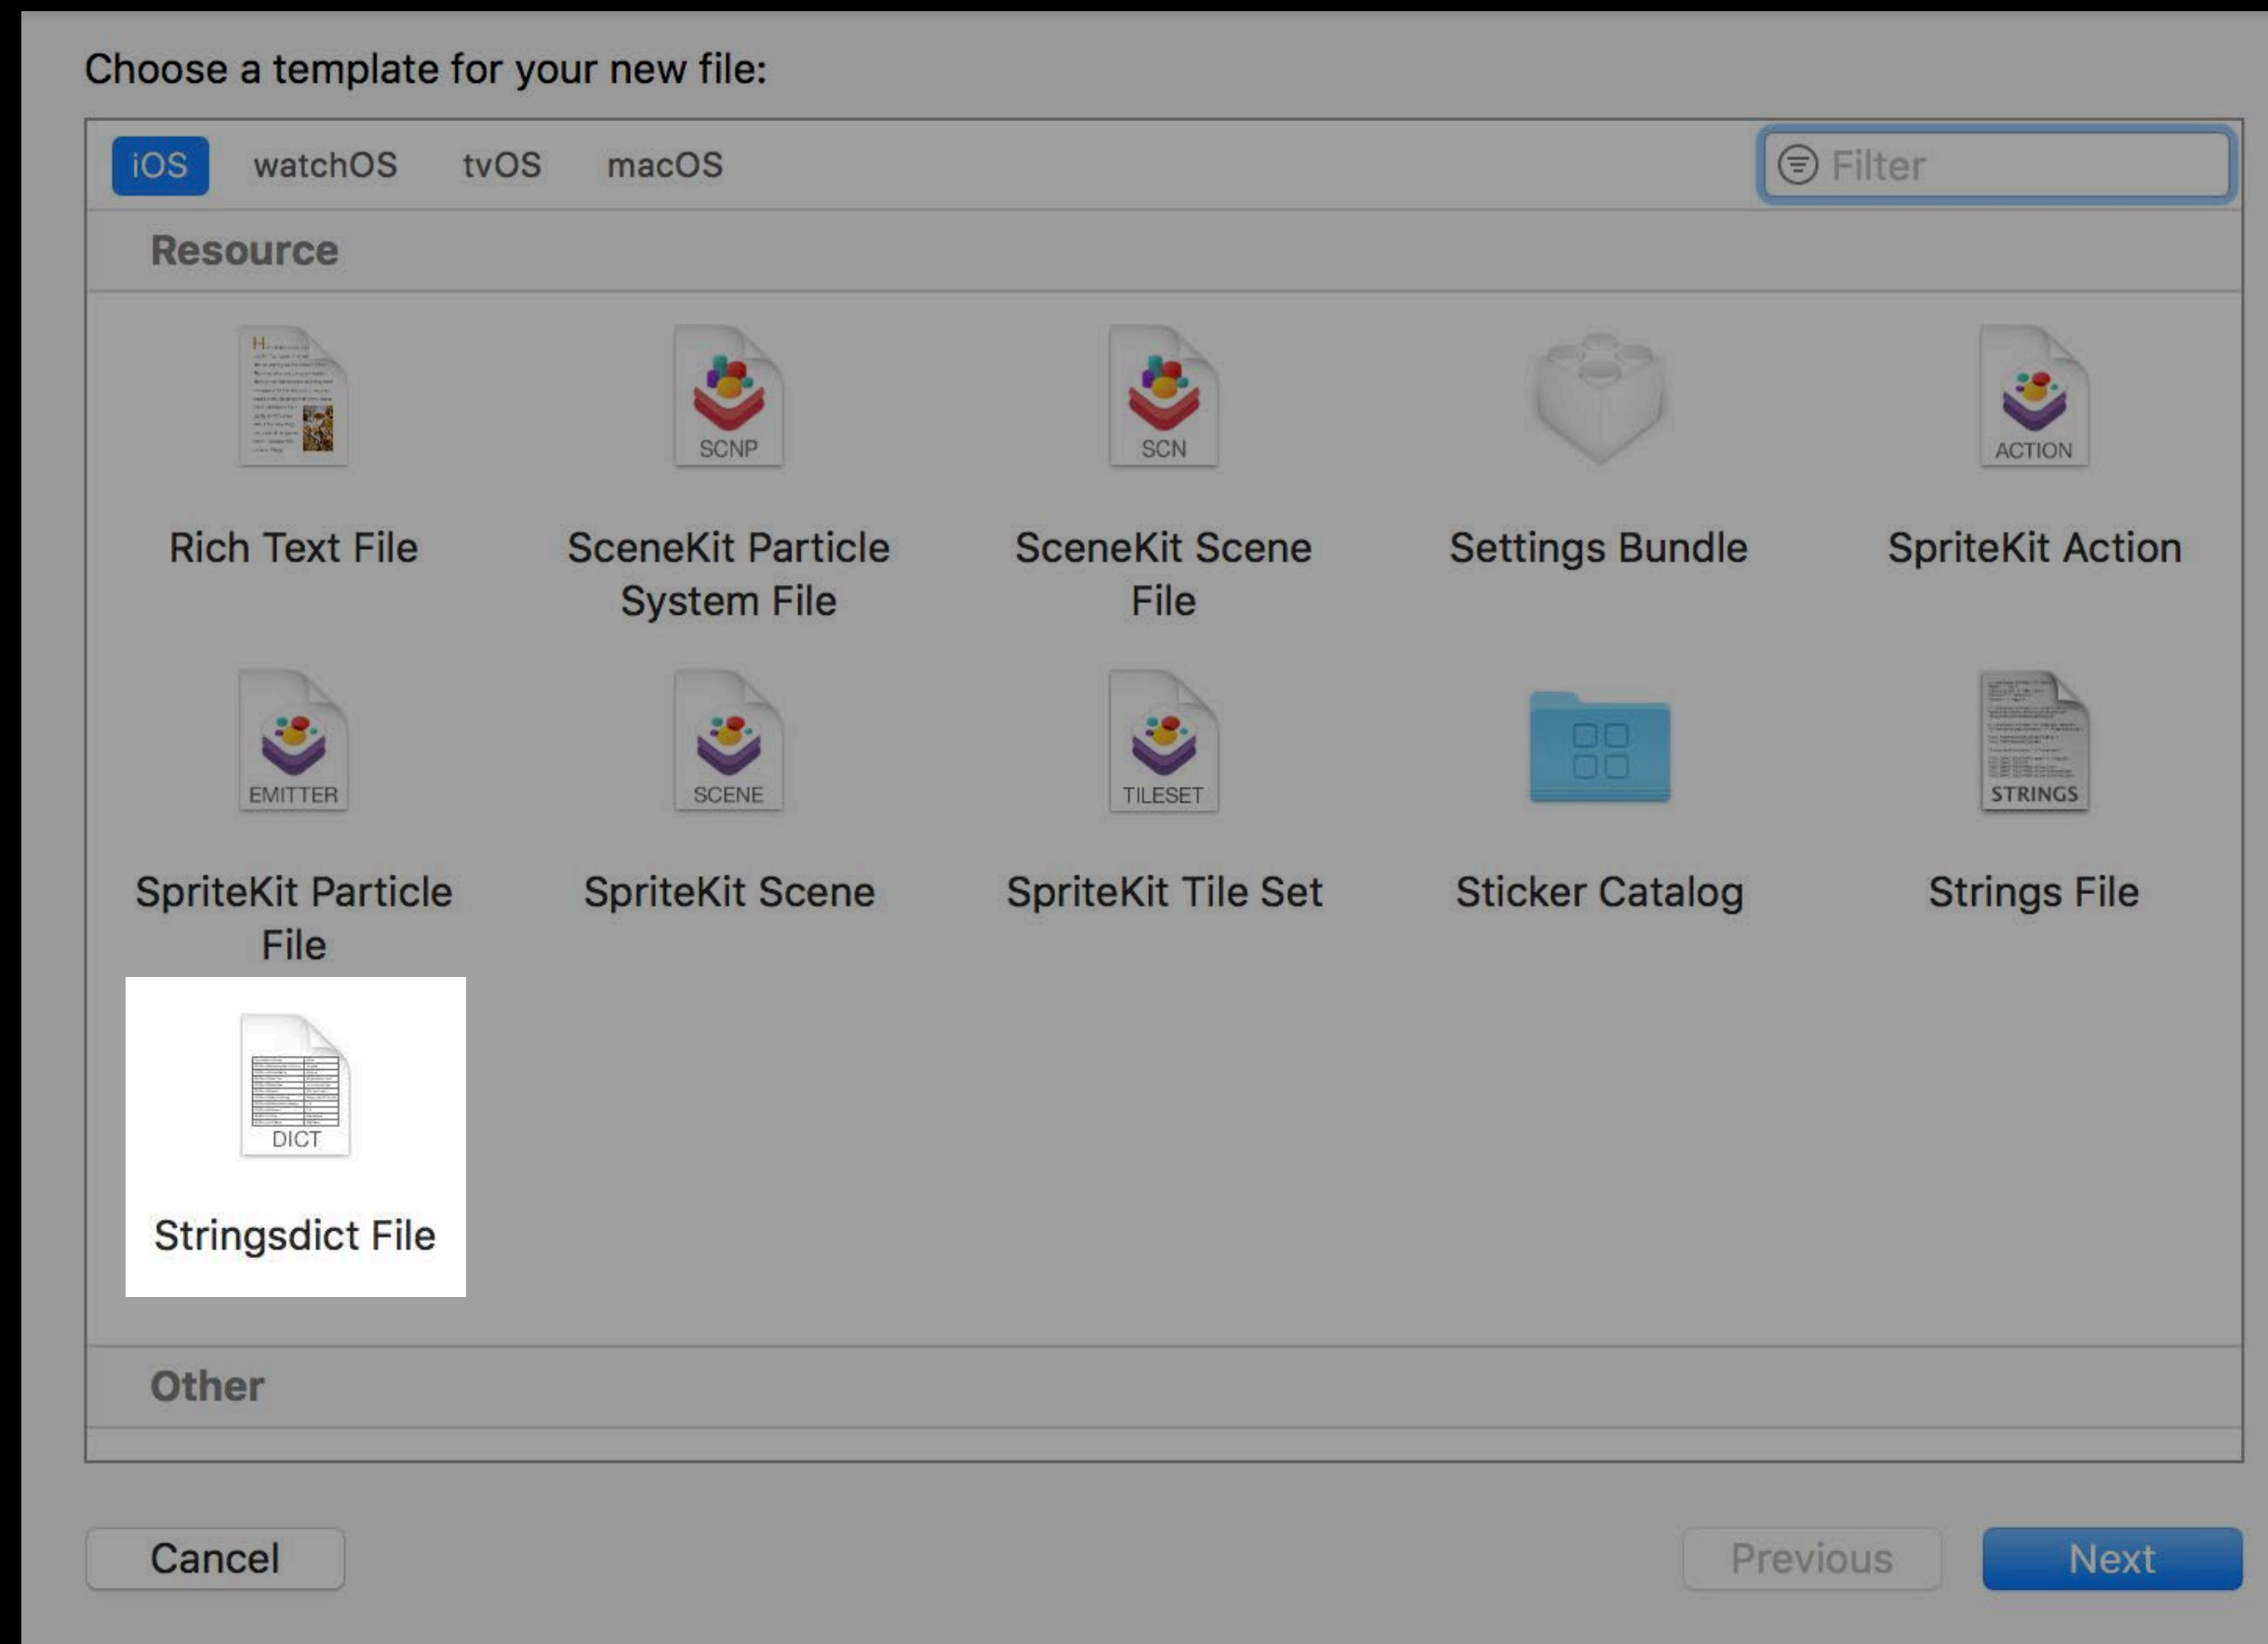 Choose a template for your new file:
iOS watchOS tvOS macOS Filter
Resource
SCNP SCN ACTION
Rich Text File SceneKit Particle SceneKit Scene Settings Bundle SpriteKit Action
System File File
EMITTER SCENE TILESET STRINGS
SpriteKit Particle SpriteKit Scene SpriteKit Tile Set Sticker Catalog Strings File
File
DICT
Stringsdict File
Other
Cancel Previous Next